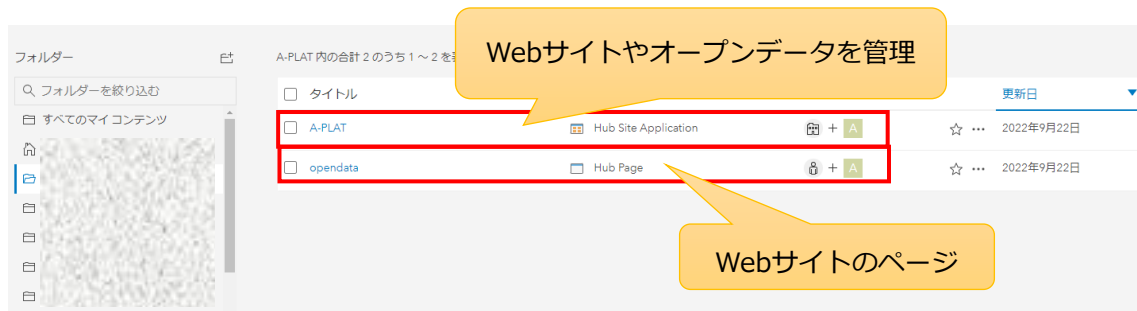 Webサイトやオープンデータを管理
フォルダー
A-PLAT 内の合計 2 のうち 1 ~ 2 を
フォルダーを絞り込む
タイトル
更新日
すべてのマイ コンテンツ
A-PLAT
Hub Site Application
+ A
2022年9月22日
opendata
Hub Page
+ A
2022年9月22日
Webサイトのページ